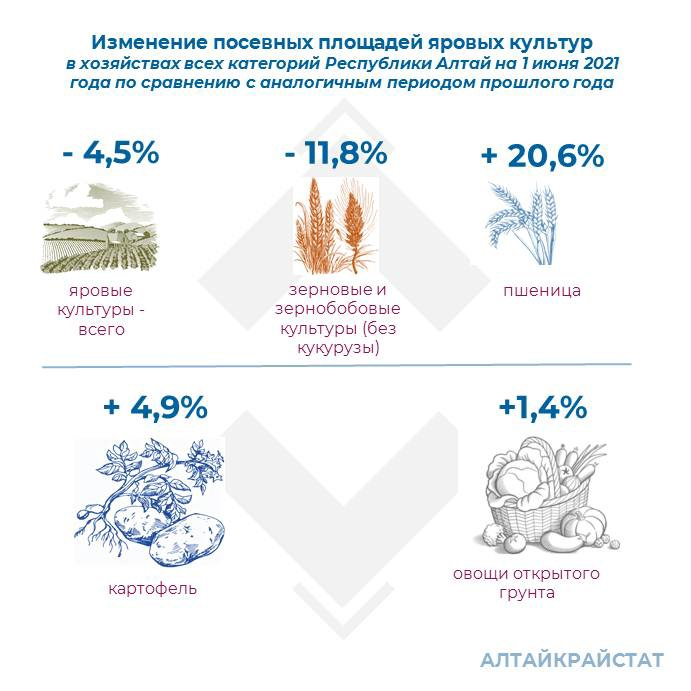 Изменение посевных площадей яровых культур
в хозяйствах всех категорий Республики Алтай на 1 июня 2021
года по сравнению с аналогичным периодом прошлого года
- 4,5%
- 11,8%
+ 20,6%
яровые
культуры -
всего
зерновые и
зернобобовые
культуры (без
кукурузы)
пшеница
+ 4,9%
+1,4%
картофель
овощи открытого
грунта
АЛТАЙКРАЙСТАТ